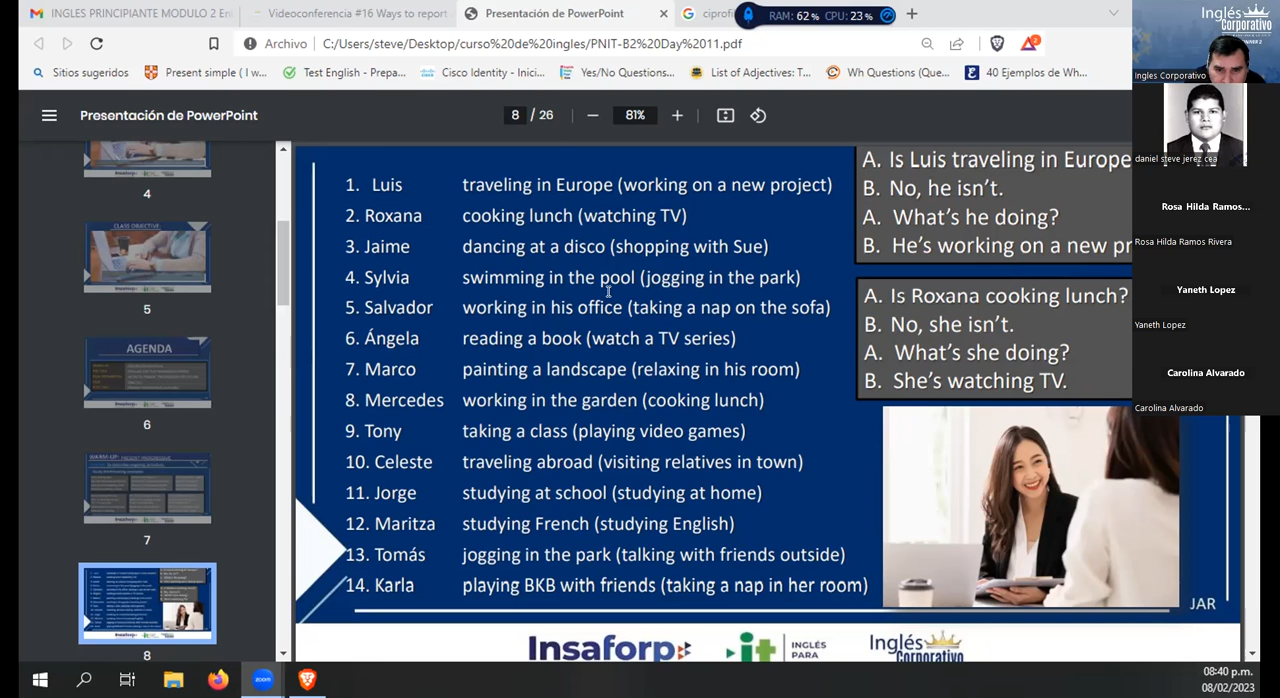 INGLES PRINCIPIANTE MODULO 2 En
Videoconferencia #16 Ways to report
Presentación de PowerPoint
ciprofl
RAM: 62% CPU: 23%
Archivo C:/Users/steve/Desktop/curso%20de%20ingles/PNIT-B2%20Day%2011.pdf
2
Sitios sugeridos
Present simple ( I w...
Test English - Prepa...
Cisco Identity - Inici...
Yes/No Questions...
List of Adjectives: T...
Wh Questions (Que...
40 Ejemplos de Wh...
Presentación de PowerPoint
8 / 26
81%
4
CLASS OBJECTIVE
5
AGENDA
6
7
8
1. Luis traveling in Europe (working on a new project)
2. Roxana cooking lunch (watching TV)
3. Jaime dancing at a disco (shopping with Sue)
4. Sylvia swimming in the pool (jogging in the park)
5. Salvador working in his office (taking a nap on the sofa)
6. Ángela reading a book (watch a TV series)
7. Marco painting a landscape (relaxing in his room)
8. Mercedes working in the garden (cooking lunch)
9. Tony taking a class (playing video games)
10. Celeste traveling abroad (visiting relatives in town)
11. Jorge studying at school (studying at home)
12. Maritza studying French (studying English)
13. Tomás jogging in the park (talking with friends outside)
14. Karla playing BKB with friends (taking a nap in her room)
A. Is Luis traveling in Europe
B. No, he isn't.
A. What's he doing?
B. He's working on a new pr
A. Is Roxana cooking lunch?
B. No, she isn't.
A. What's she doing?
B. She's watching TV.
JAR
Insaforp
it
INGLÉS
PARA
Inglés
Corporativo
Inglés
Corporativo
Ingles Corporativo
daniel steve jerez cea
Rosa Hilda Ramos...
Rosa Hilda Ramos Rivera
Yaneth Lopez
Yaneth Lopez
Carolina Alvarado
Carolina Alvarado
zoom
08:40 p.m.
08/02/2023